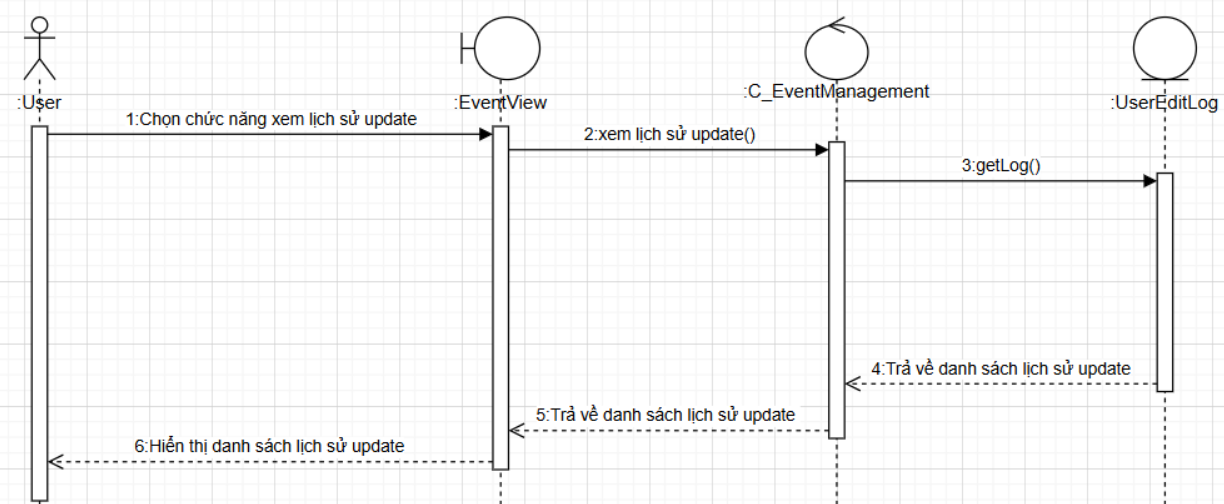 :User
:EventView
:C_EventManagement
:UserEditLog
1:Chọn chức năng xem lịch sử update
2:xem lịch sử update()
3:getLog()
4:Trả về danh sách lịch sử update
5:Trả về danh sách lịch sử update
6:Hiển thị danh sách lịch sử update